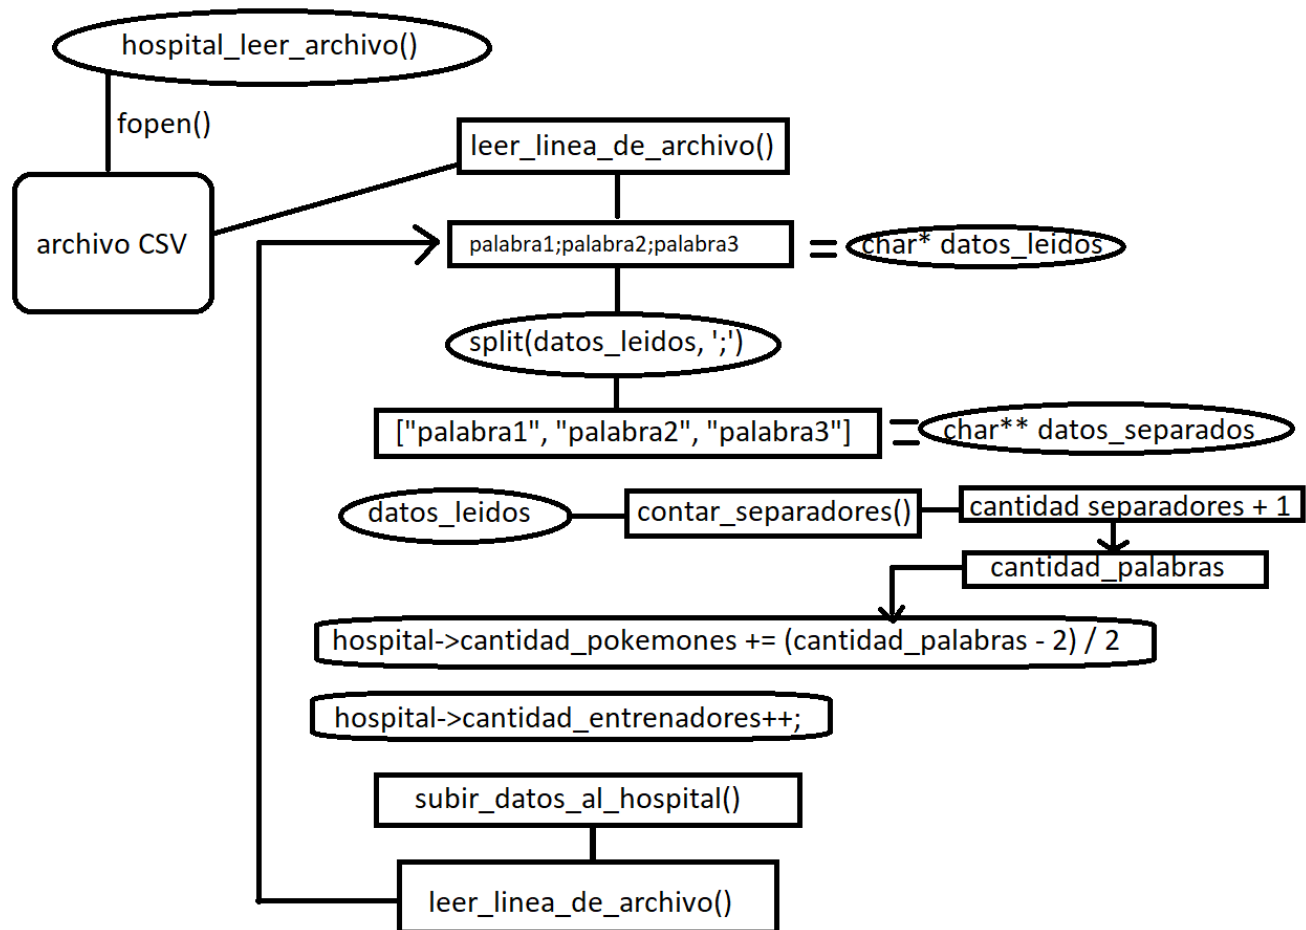 hospital_leer_archivo()
fopen()
leer_linea_de_archivo()
archivo CSV
palabra1;palabra2;palabra3
char* datos_leidos
split(datos_leidos, ';')
["palabra1", "palabra2", "palabra3"]
char** datos_separados
datos_leidos
contar_separadores()
cantidad separadores + 1
cantidad_palabras
hospital->cantidad_pokemones += (cantidad_palabras - 2) / 2
hospital->cantidad_entrenadores++;
subir_datos_al_hospital()
leer_linea_de_archivo()